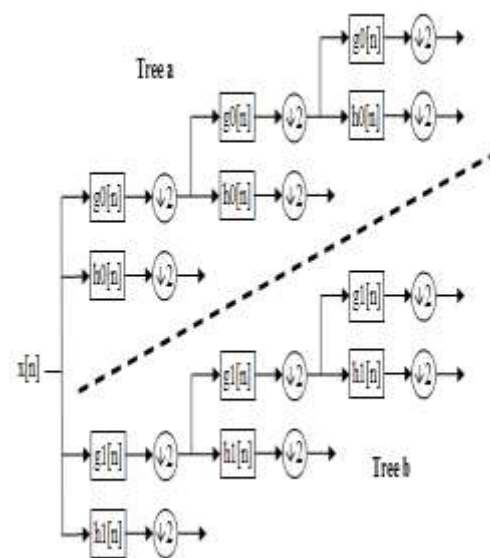 g0[n] ↓2
Tree a
g0[n] ↓2 h0[n] ↓2
g0[n] ↓2 h0[n] ↓2
h0[n] ↓2 g1[n] ↓2
x[n] g1[n] ↓2 h1[n] ↓2
g1[n] ↓2 h1[n] ↓2
Tree b
h1[n] ↓2